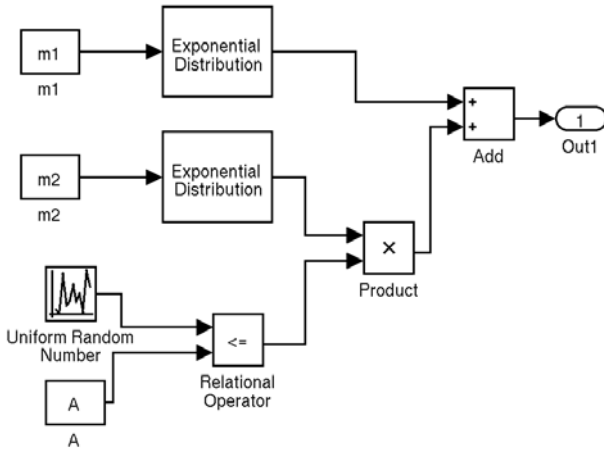 m1
m1
Exponential
Distribution
+
+
Add
1
Out1
m2
m2
Exponential
Distribution
×
Product
Uniform Random
Number
<=
Relational
Operator
A
A